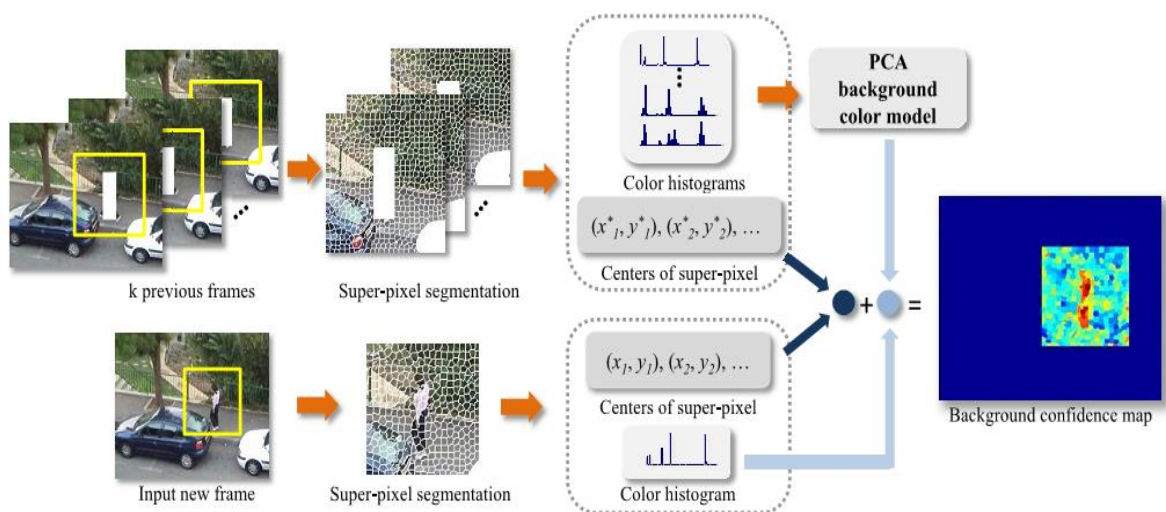 PCA
background
color model
Color histograms
(x*1, y*1), (x*2, y*2), …
k previous frames
Super-pixel segmentation
Centers of super-pixel
+ =
(x1, y1), (x2, y2), …
Centers of super-pixel
Background confidence map
Input new frame
Super-pixel segmentation
Color histogram